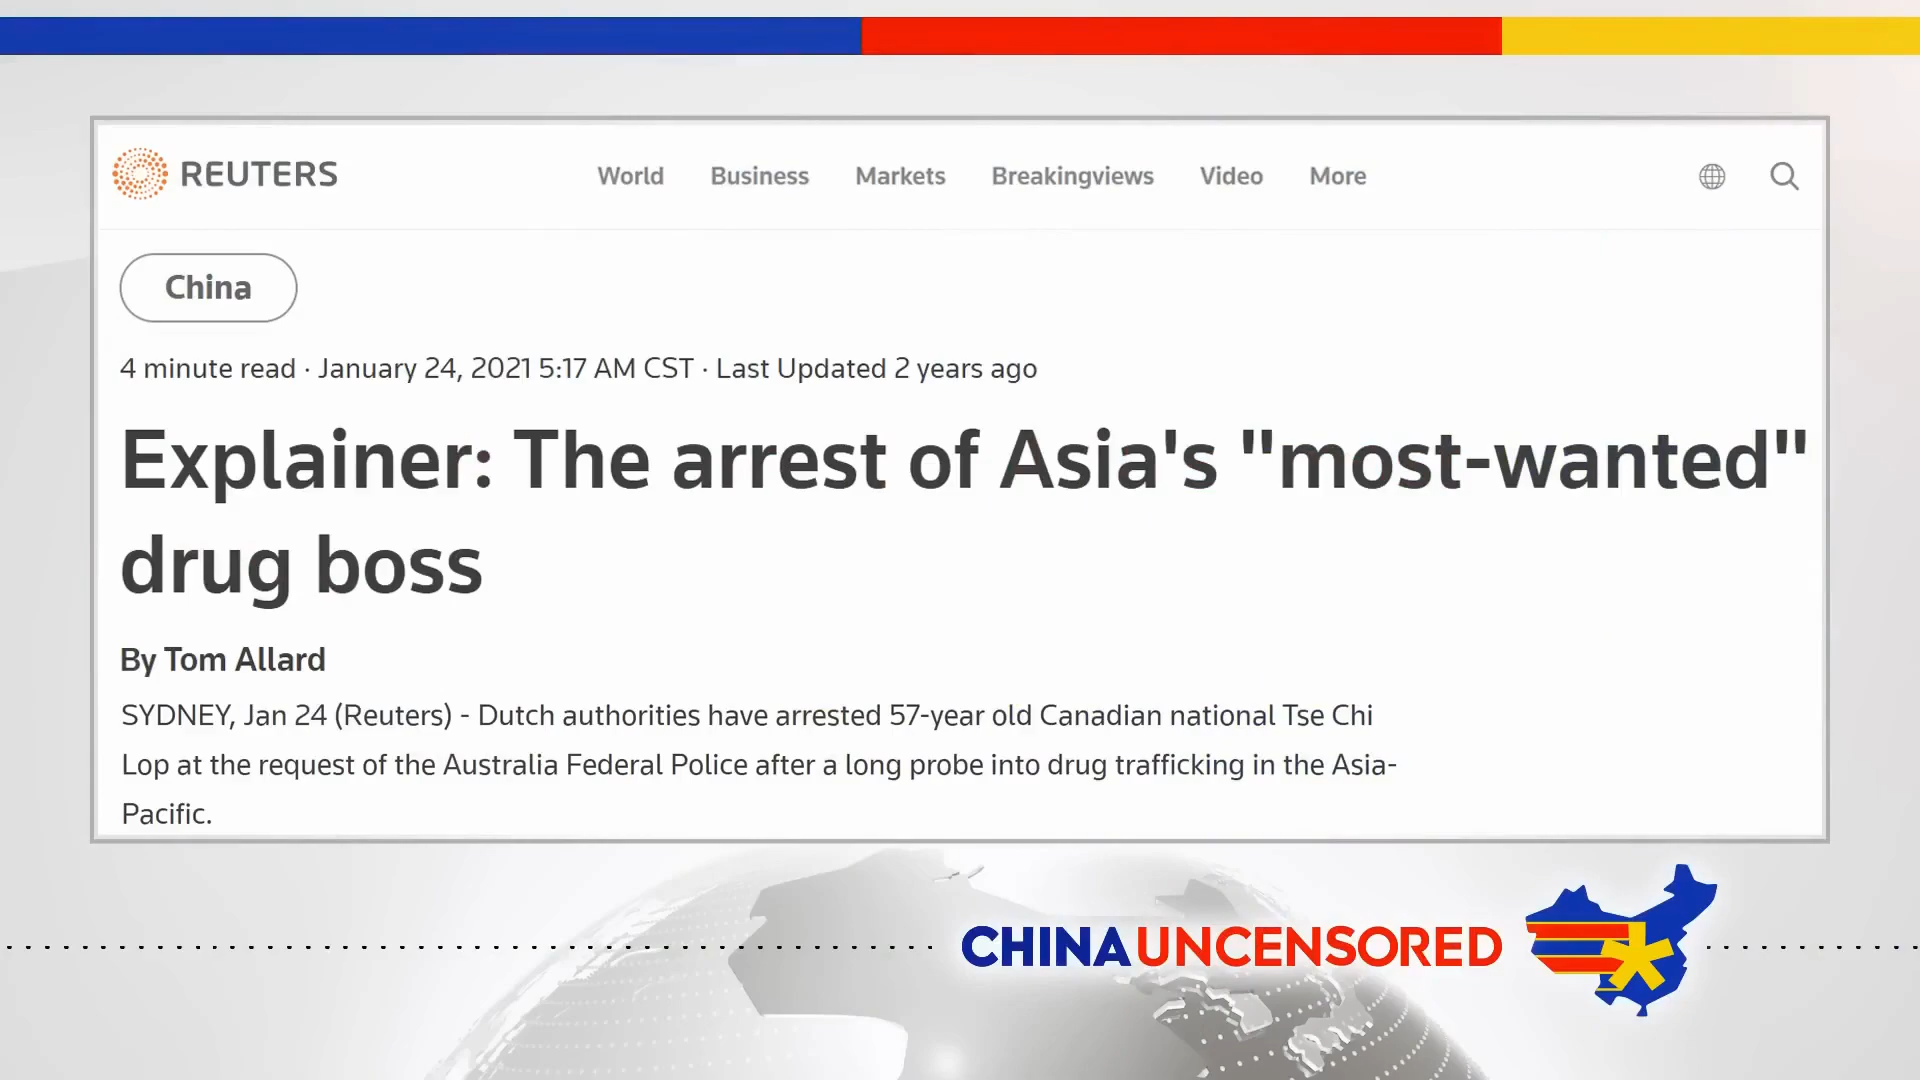 REUTERS
World Business Markets Breakingviews Video More
China
4 minute read · January 24, 2021 5:17 AM CST · Last Updated 2 years ago
Explainer: The arrest of Asia's "most-wanted"
drug boss
By Tom Allard
SYDNEY, Jan 24 (Reuters) - Dutch authorities have arrested 57-year old Canadian national Tse Chi
Lop at the request of the Australia Federal Police after a long probe into drug trafficking in the Asia-
Pacific.
CHINA UNCENSORED